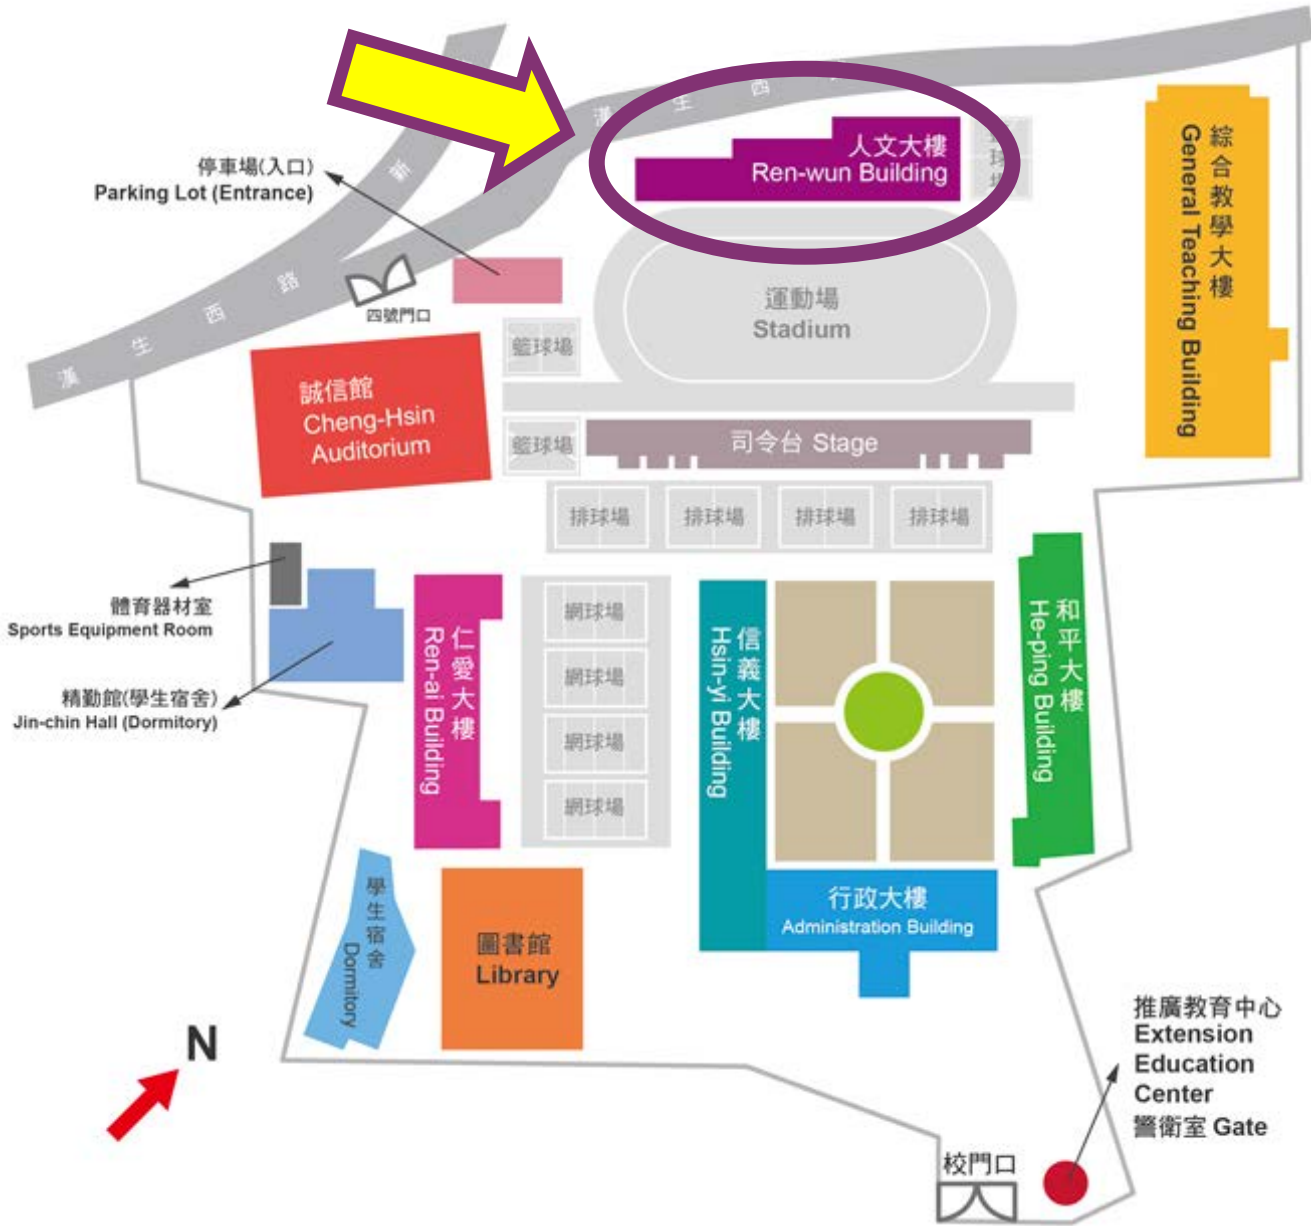 漢
生
四
人文大樓
Ren-wun Building
球
場
綜合教學大樓
General Teaching Building
停車場(入口)
Parking Lot (Entrance)
漢
生
西
路
四號門口
運動場
Stadium
籃球場
誠信館
Cheng-Hsin
Auditorium
籃球場
司令台 Stage
排球場
排球場
排球場
排球場
體育器材室
Sports Equipment Room
精勤館(學生宿舍)
Jin-chin Hall (Dormitory)
仁愛大樓
Ren-ai Building
網球場
網球場
網球場
網球場
信義大樓
Hsin-yi Building
和平大樓
He-ping Building
學生宿舍
Dormitory
圖書館
Library
行政大樓
Administration Building
N
推廣教育中心
Extension
Education
Center
警衛室 Gate
校門口